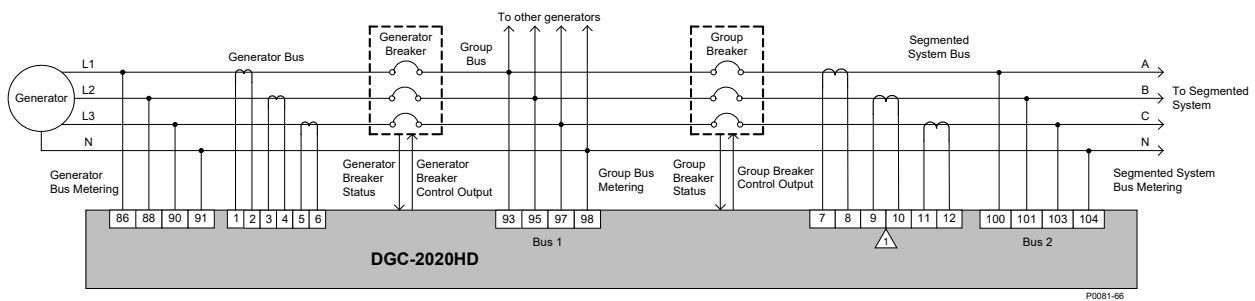 To other generators
Generator
Breaker
Group
Breaker
Generator Bus
Group
Bus
Segmented
System Bus
L1
A
Generator
L2
B
To Segmented
System
L3
C
N
N
Generator
Bus Metering
Generator
Breaker
Status
Generator
Breaker
Control Output
Group Bus
Metering
Group
Breaker
Status
Group Breaker
Control Output
Segmented System
Bus Metering
86 88 90 91 1 2 3 4 5 6 93 95 97 98 7 8 9 10 11 12 100 101 103 104
Bus 1
1
Bus 2
DGC-2020HD
P0081-66